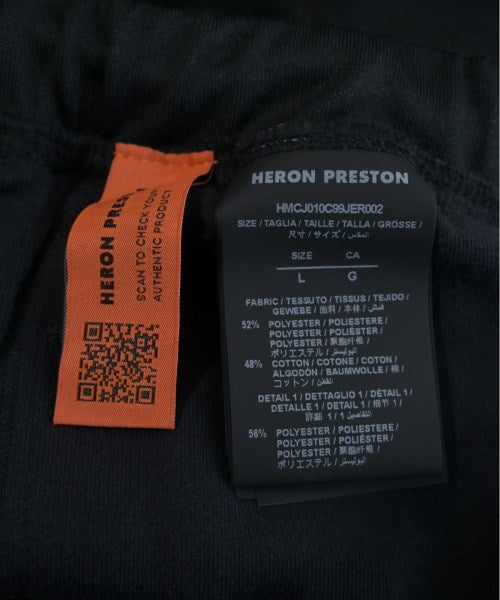 HERON PRESTON
SCAN TO CHECK YOUR
AUTHENTIC PRODUCT
HERON PRESTON
HMCJ010C99JER002
SIZE / TAGLIA / TAILLE / TALLA / GRÖSSE /
尺寸 / サイズ / المقاس
SIZE CA
L G
FABRIC / TESSUTO / TISSUS / TEJIDO /
GEWEBE / 面料 / 本体 / قماش
52% POLYESTER / POLIESTERE /
POLYESTER / POLIÉSTER /
POLYESTER / 聚酯纤维 /
ポリエステル / البوليستر
48% COTTON / COTONE / COTON /
ALGODÓN / BAUMWOLLE / 棉 /
コットン / القطن
DETAIL 1 / DETTAGLIO 1 / DÉTAIL 1 /
DETALLE 1 / DETAIL 1 / 细节 1 /
詳細 1 / التفاصيل 1
56% POLYESTER / POLIESTERE /
POLYESTER / POLIÉSTER /
POLYESTER / 聚酯纤维 /
ポリエステル / البوليستر